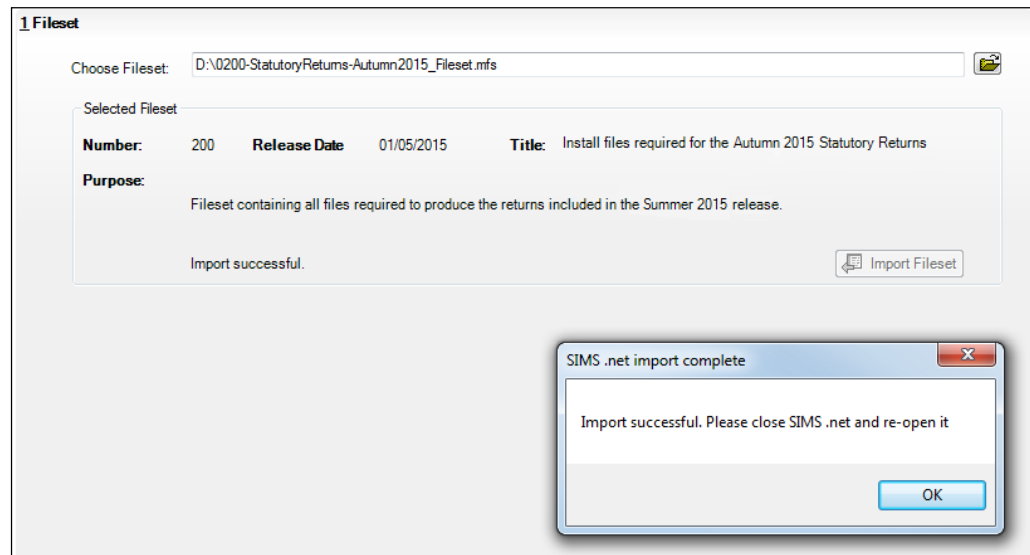 1 Fileset
Choose Fileset: D:\0200-StatutoryReturns-Autumn2015_Fileset.mfs
Selected Fileset
Number: 200 Release Date 01/05/2015 Title: Install files required for the Autumn 2015 Statutory Returns
Purpose:
Fileset containing all files required to produce the returns included in the Summer 2015 release.
Import successful. Import Fileset
SIMS .net import complete
Import successful. Please close SIMS .net and re-open it
OK